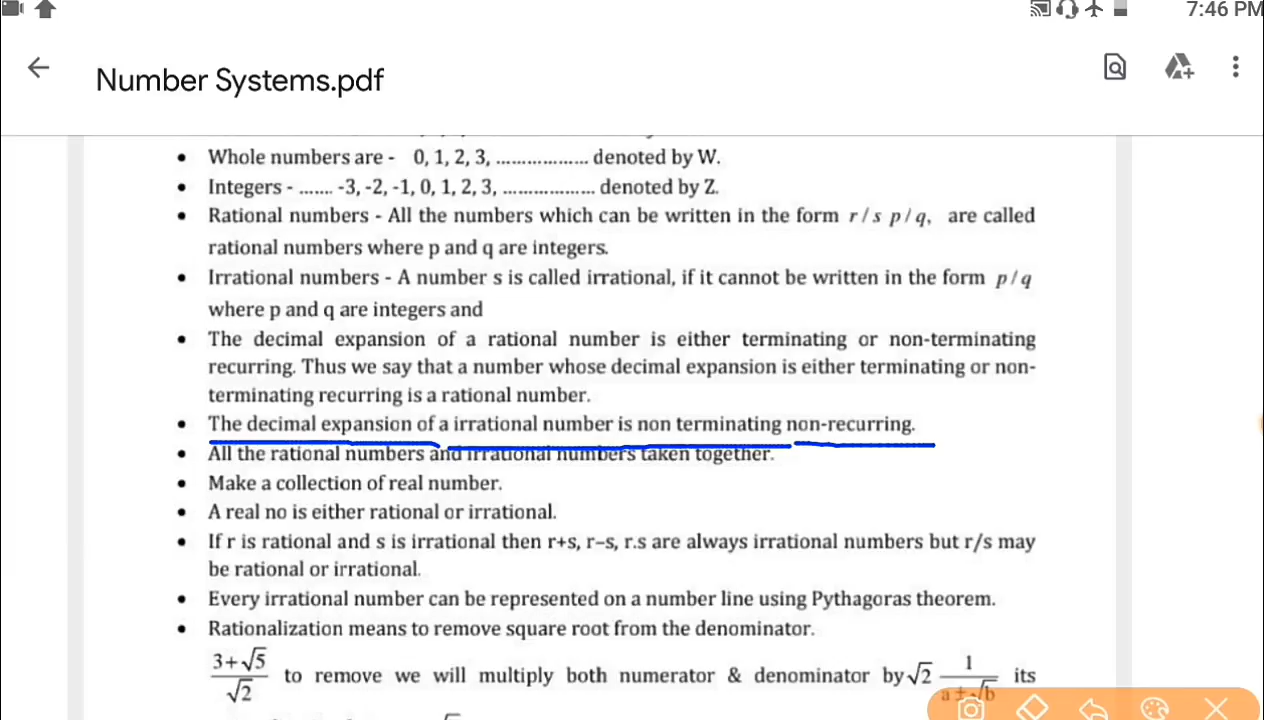 7:46 PM
Number Systems.pdf
• Whole numbers are - 0, 1, 2, 3, .................. denoted by W.
• Integers - ....... -3, -2, -1, 0, 1, 2, 3, .................. denoted by Z.
• Rational numbers - All the numbers which can be written in the form r/s p/q, are called
rational numbers where p and q are integers.
• Irrational numbers - A number s is called irrational, if it cannot be written in the form p/q
where p and q are integers and
• The decimal expansion of a rational number is either terminating or non-terminating
recurring. Thus we say that a number whose decimal expansion is either terminating or non-
terminating recurring is a rational number.
• The decimal expansion of a irrational number is non terminating non-recurring.
• All the rational numbers and irrational numbers taken together.
• Make a collection of real number.
• A real no is either rational or irrational.
• If r is rational and s is irrational then r+s, r−s, r.s are always irrational numbers but r/s may
be rational or irrational.
• Every irrational number can be represented on a number line using Pythagoras theorem.
• Rationalization means to remove square root from the denominator.
3+√5/√2 to remove we will multiply both numerator & denominator by √2 1/a±√b its